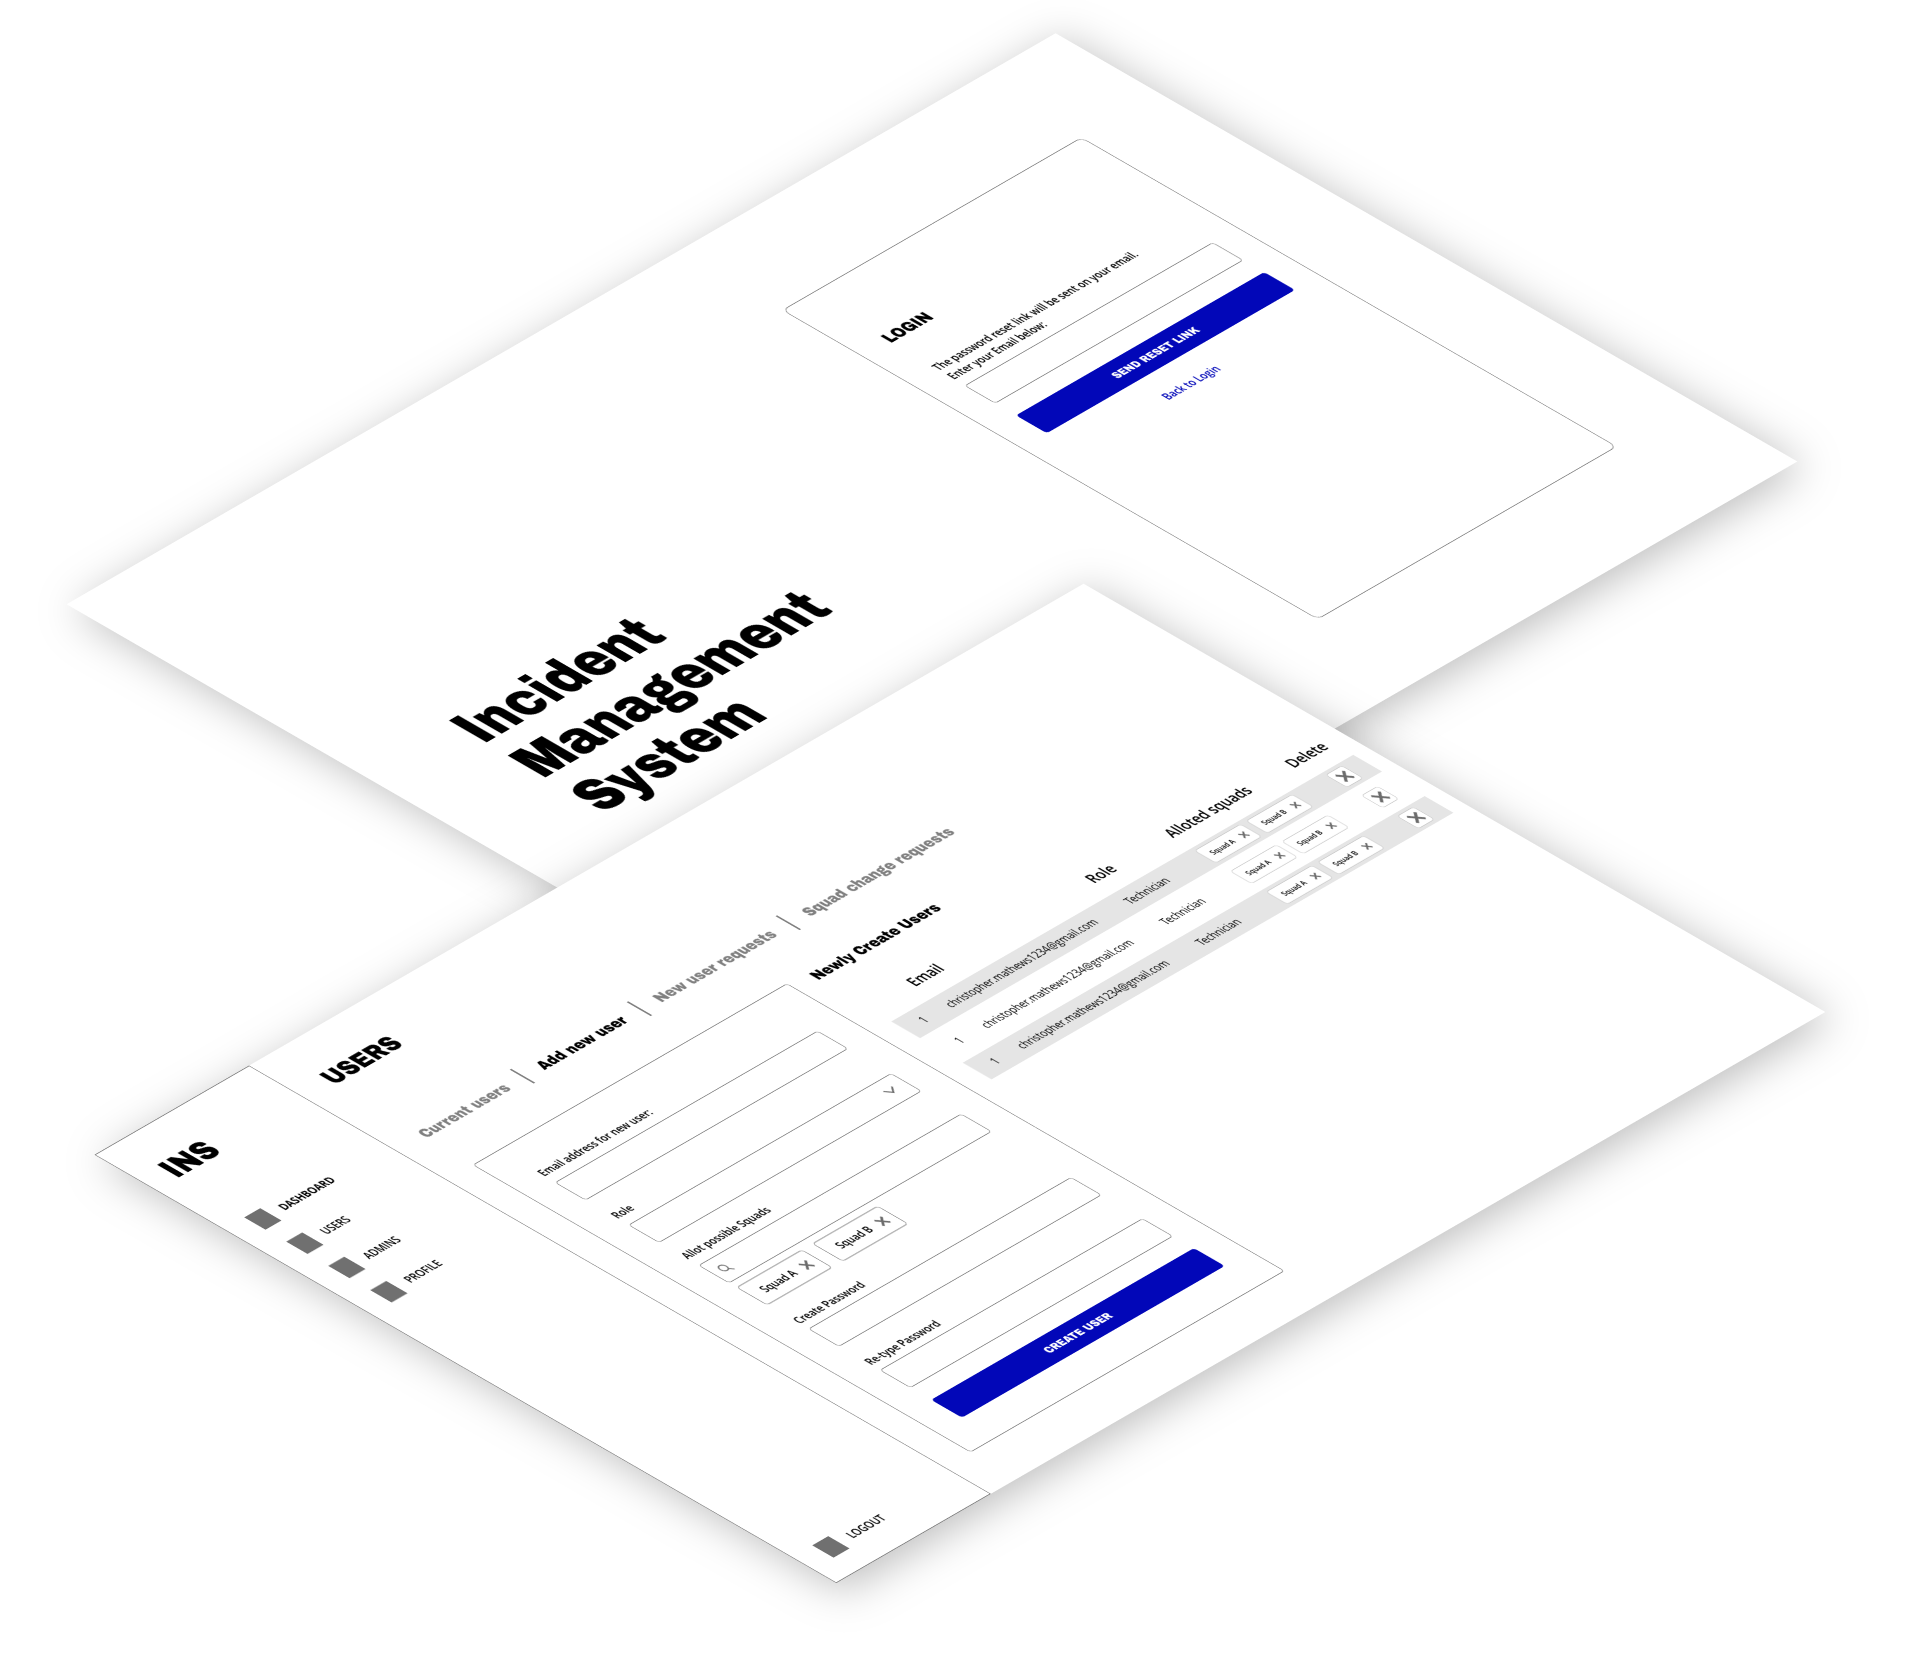 LOGIN
The password reset link will be sent on your email.
Enter your Email below:
SEND RESET LINK
Back to Login
Incident
Management
System
INS
DASHBOARD
USERS
ADMINS
PROFILE
LOGOUT
USERS
Current users | Add new user | New user requests | Squad change requests
Email address for new user:
Role
Allot possible Squads
Squad A X Squad B X
Create Password
Re-type Password
CREATE USER
Newly Create Users
Email Role Alloted squads Delete
1 christopher.mathews1234@gmail.com Technician Squad A X Squad B X X
1 christopher.mathews1234@gmail.com Technician Squad A X Squad B X X
1 christopher.mathews1234@gmail.com Technician Squad A X Squad B X X